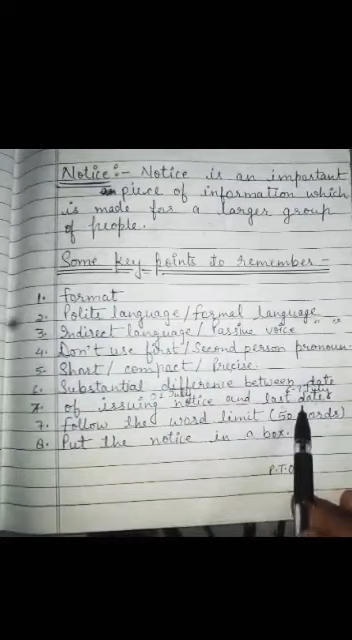 Notice:- Notice is an important
piece of information which
is made for a larger group
of people.
Some key points to remember-
1. format
2. Polite language/formal language
3. Indirect language/Passive voice " "
4. Don't use first/second person pronoun
5. Short/compact/precise
6. Substantial difference between date
of issuing notice and last date
7. Follow the word limit (50 words)
8. Put the notice in a box.
P.T.O